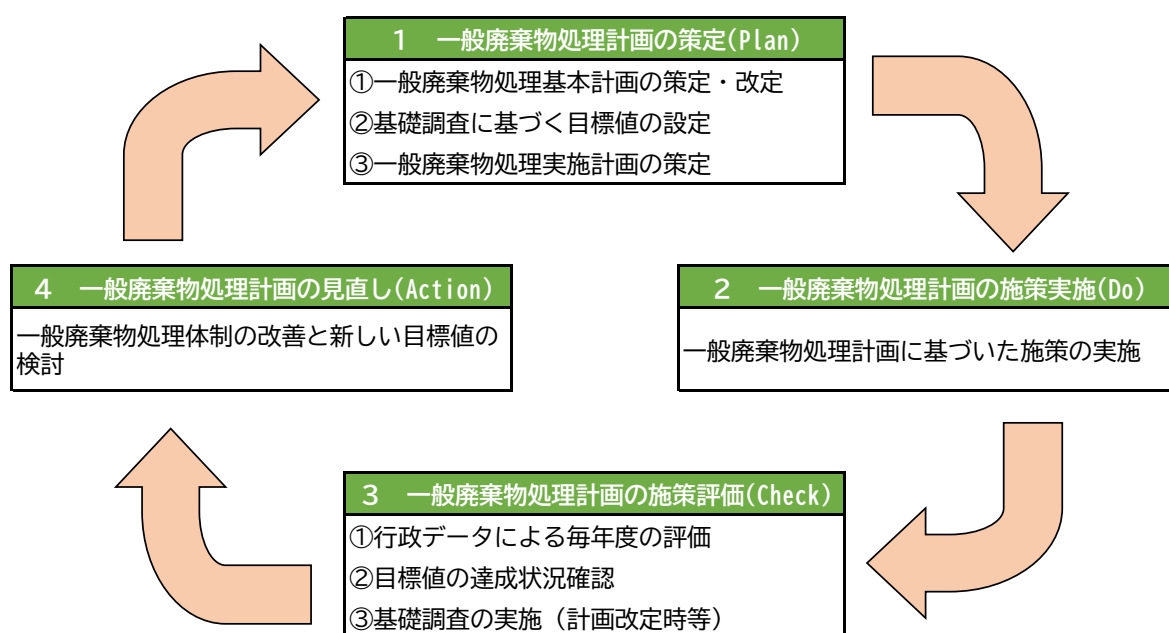 1　一般廃棄物処理計画の策定(Plan)
①一般廃棄物処理基本計画の策定・改定
②基礎調査に基づく目標値の設定
③一般廃棄物処理実施計画の策定
4　一般廃棄物処理計画の見直し(Action)
一般廃棄物処理体制の改善と新しい目標値の
検討
2　一般廃棄物処理計画の施策実施(Do)
一般廃棄物処理計画に基づいた施策の実施
3　一般廃棄物処理計画の施策評価(Check)
①行政データによる毎年度の評価
②目標値の達成状況確認
③基礎調査の実施（計画改定時等）